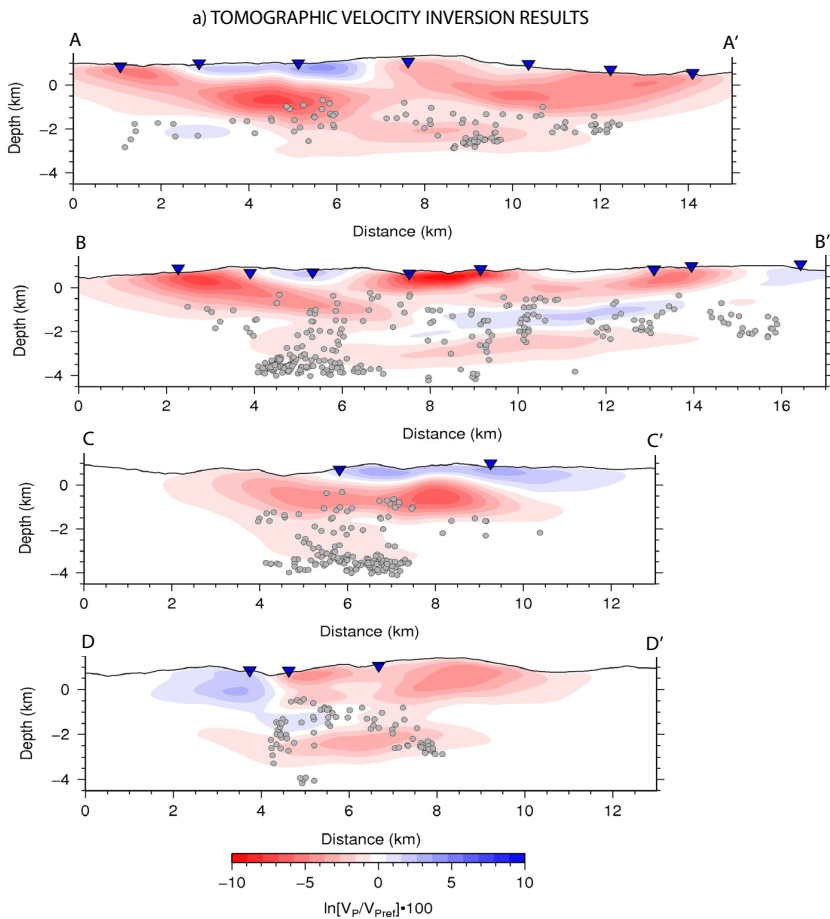 a) TOMOGRAPHIC VELOCITY INVERSION RESULTS
A A′
Depth (km)
0
−2
−4
0 2 4 6 8 10 12 14
Distance (km)
B B′
Depth (km)
0
−2
−4
0 2 4 6 8 10 12 14 16
Distance (km)
C C′
Depth (km)
0
−2
−4
0 2 4 6 8 10 12
Distance (km)
D D′
Depth (km)
0
−2
−4
0 2 4 6 8 10 12
Distance (km)
−10 −5 0 5 10
ln[VP/VPref]•100